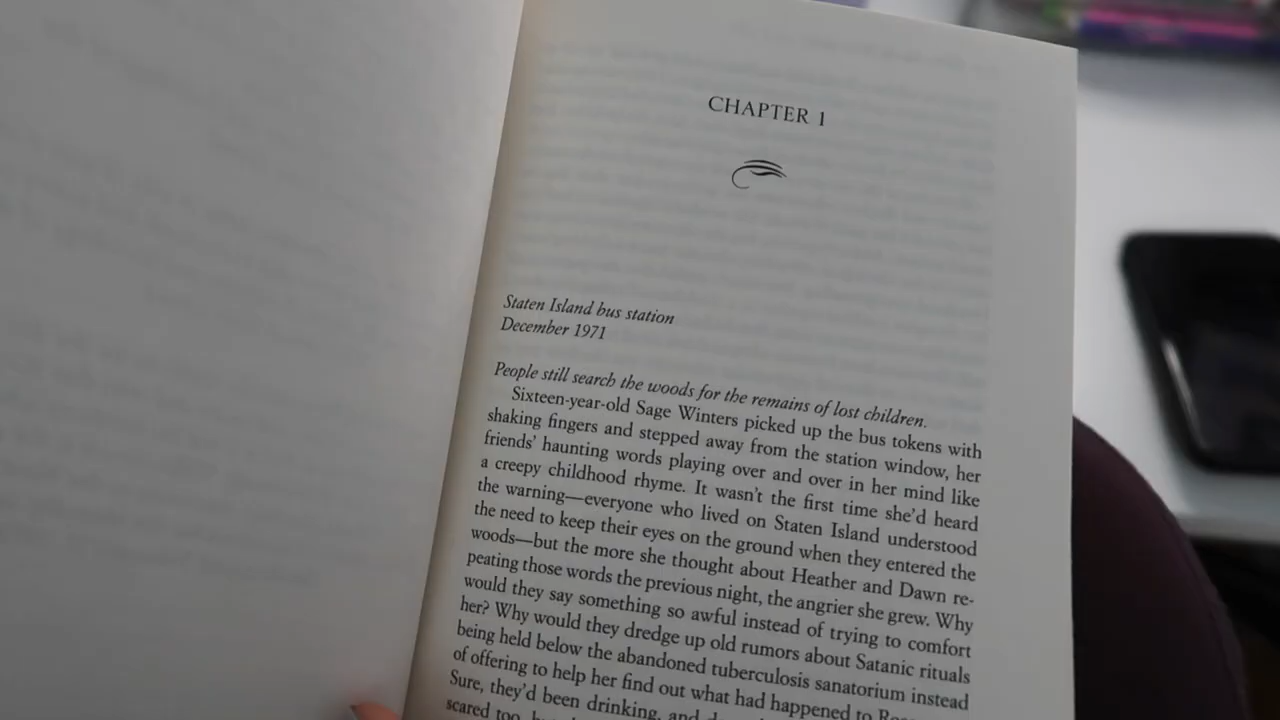 CHAPTER 1
Staten Island bus station
December 1971
People still search the woods for the remains of lost children.
Sixteen-year-old Sage Winters picked up the bus tokens with
shaking fingers and stepped away from the station window, her
friends' haunting words playing over and over in her mind like
a creepy childhood rhyme. It wasn't the first time she'd heard
the warning—everyone who lived on Staten Island understood
the need to keep their eyes on the ground when they entered the
woods—but the more she thought about Heather and Dawn re-
peating those words the previous night, the angrier she grew. Why
would they say something so awful instead of trying to comfort
her? Why would they dredge up old rumors about Satanic rituals
being held below the abandoned tuberculosis sanatorium instead
of offering to help her find out what had happened to
Sure, they'd been drinking, and
scared too,